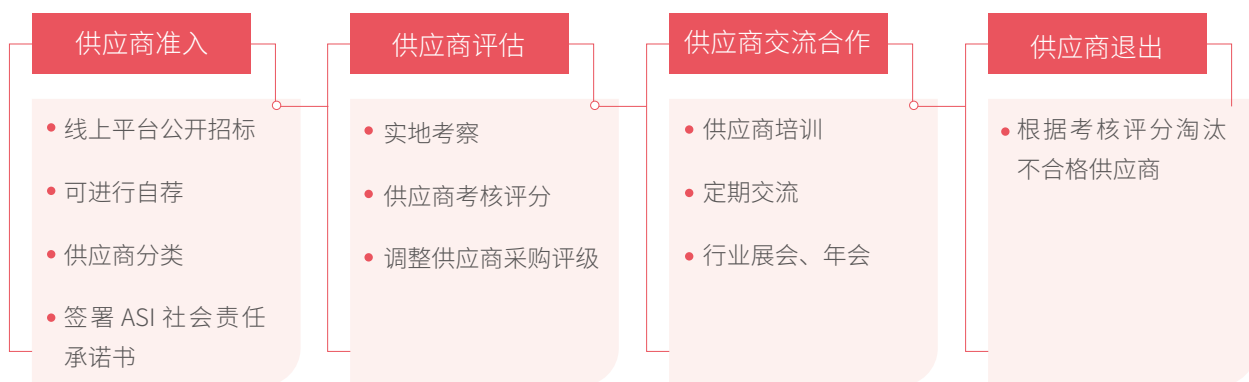 供应商准入
线上平台公开招标
可进行自荐
供应商分类
签署 ASI 社会责任
承诺书
供应商评估
实地考察
供应商考核评分
调整供应商采购评级
供应商交流合作
供应商培训
定期交流
行业展会、年会
供应商退出
根据考核评分淘汰
不合格供应商